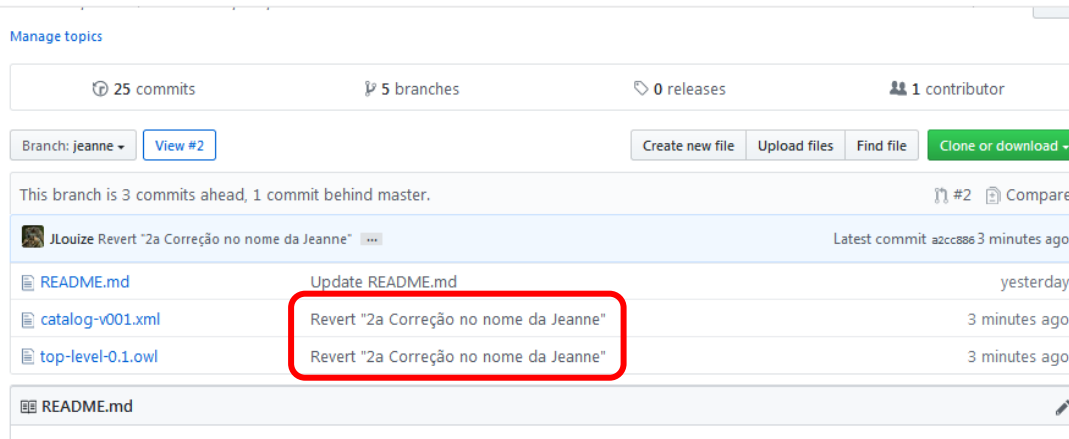 Manage topics
25 commits 5 branches 0 releases 1 contributor
Branch: jeanne View #2 Create new file Upload files Find file Clone or download
This branch is 3 commits ahead, 1 commit behind master. #2 Compare
JLouize Revert "2a Correção no nome da Jeanne" ... Latest commit a2cc886 3 minutes ago
README.md Update README.md yesterday
catalog-v001.xml Revert "2a Correção no nome da Jeanne" 3 minutes ago
top-level-0.1.owl Revert "2a Correção no nome da Jeanne" 3 minutes ago
README.md